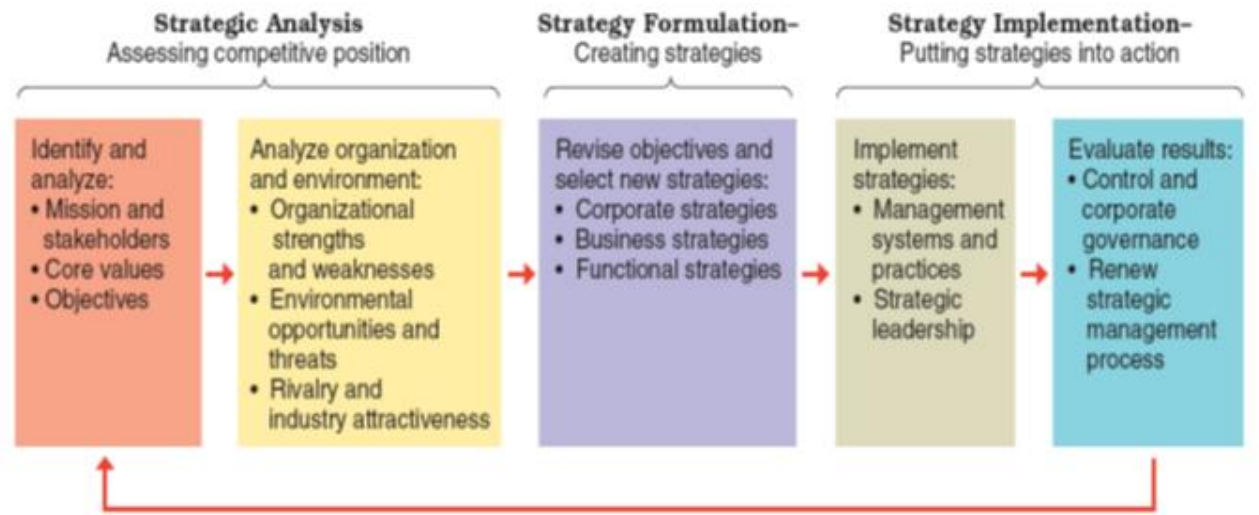 Strategic Analysis
Assessing competitive position
Strategy Formulation–
Creating strategies
Strategy Implementation–
Putting strategies into action
Identify and
analyze:
• Mission and
stakeholders
• Core values
• Objectives
Analyze organization
and environment:
• Organizational
strengths
and weaknesses
• Environmental
opportunities and
threats
• Rivalry and
industry attractiveness
Revise objectives and
select new strategies:
• Corporate strategies
• Business strategies
• Functional strategies
Implement
strategies:
• Management
systems and
practices
• Strategic
leadership
Evaluate results:
• Control and
corporate
governance
• Renew
strategic
management
process